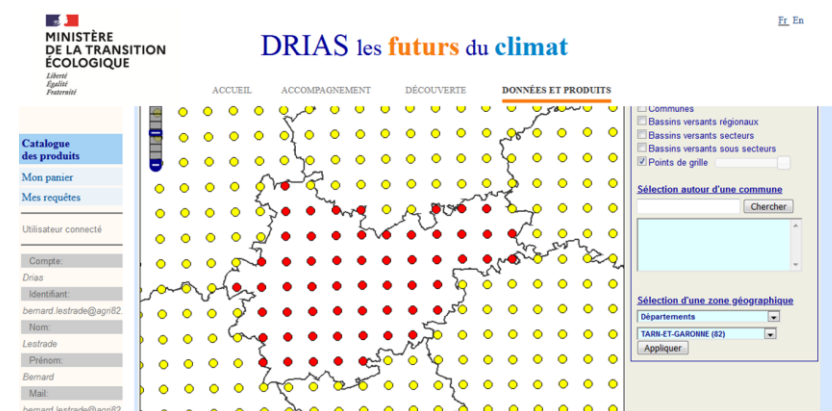 MINISTÈRE
DE LA TRANSITION
ÉCOLOGIQUE
Liberté
Égalité
Fraternité
DRIAS les futurs du climat
Fr En
ACCUEIL ACCOMPAGNEMENT DÉCOUVERTE DONNÉES ET PRODUITS
Catalogue
des produits
Mon panier
Mes requêtes
Utilisateur connecté
Compte:
Drias
Identifiant:
bernard.lestrade@agri82.
Nom:
Lestrade
Prénom:
Bernard
Mail:
bernard.lestrade@agri82
Communes
Bassins versants régionaux
Bassins versants secteurs
Bassins versants sous secteurs
Points de grille
Sélection autour d'une commune
Chercher
Sélection d'une zone géographique
Départements
TARN-ET-GARONNE (82)
Appliquer